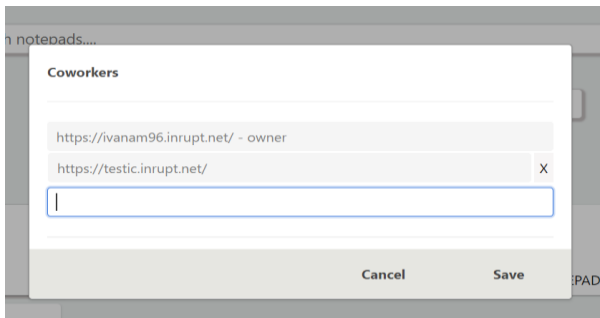 h notepads....
Coworkers
https://ivanam96.inrupt.net/ - owner
https://testic.inrupt.net/
X
Cancel
Save
EPAD